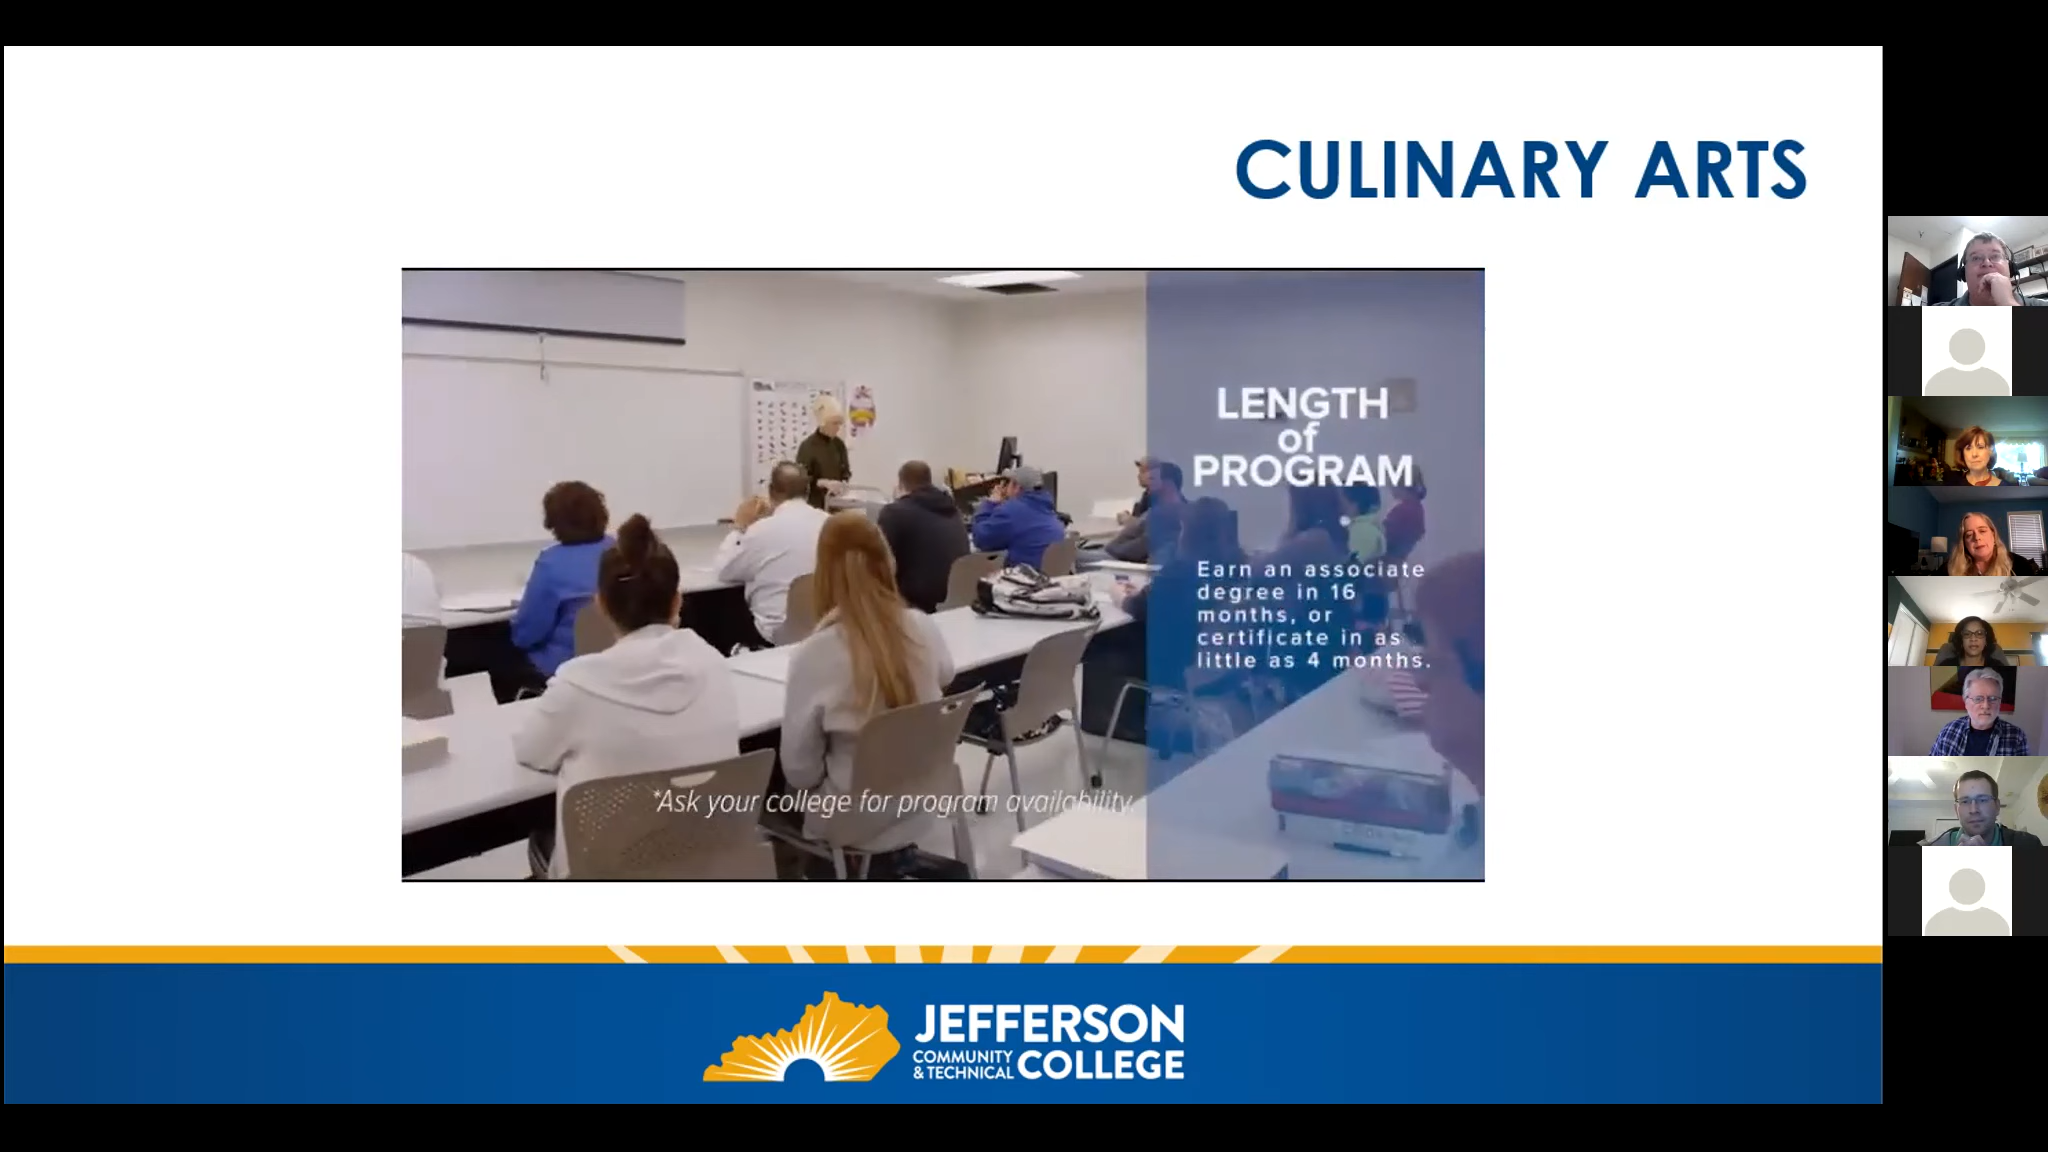 CULINARY ARTS
LENGTH
of
PROGRAM
Earn an associate
degree in 16
months, or
certificate in as
little as 4 months.
*Ask your college for program availability.
JEFFERSON
COMMUNITY
& TECHNICAL COLLEGE